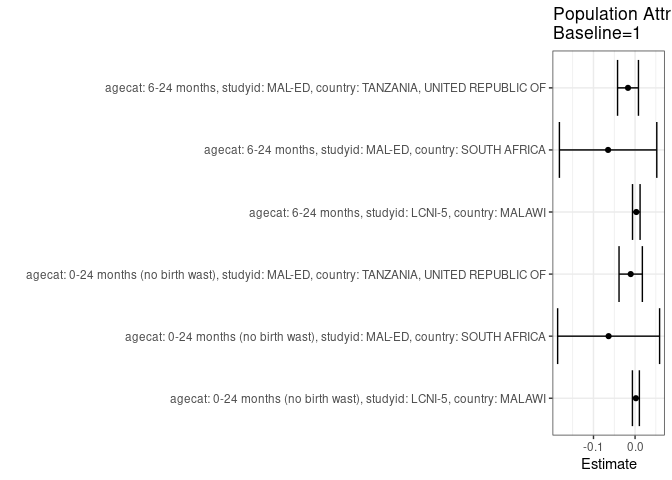 Population Attr
Baseline=1
agecat: 6-24 months, studyid: MAL-ED, country: TANZANIA, UNITED REPUBLIC OF
agecat: 6-24 months, studyid: MAL-ED, country: SOUTH AFRICA
agecat: 6-24 months, studyid: LCNI-5, country: MALAWI
agecat: 0-24 months (no birth wast), studyid: MAL-ED, country: TANZANIA, UNITED REPUBLIC OF
agecat: 0-24 months (no birth wast), studyid: MAL-ED, country: SOUTH AFRICA
agecat: 0-24 months (no birth wast), studyid: LCNI-5, country: MALAWI
-0.1 0.0
Estimate